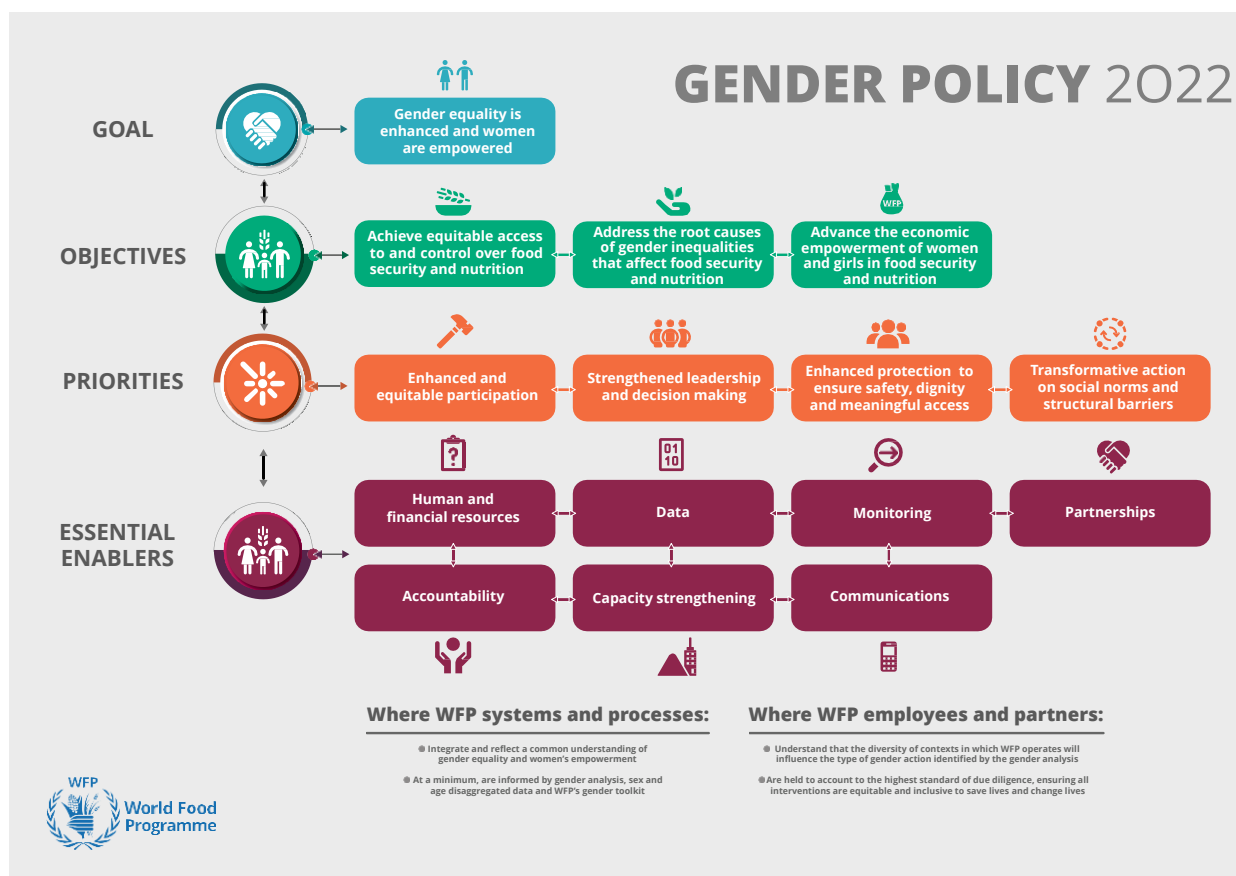 GENDER POLICY 2022
GOAL
Gender equality is
enhanced and women
are empowered
OBJECTIVES
Achieve equitable access
to and control over food
security and nutrition
Address the root causes
of gender inequalities
that affect food security
and nutrition
WFP
Advance the economic
empowerment of women
and girls in food security
and nutrition
PRIORITIES
Enhanced and
equitable participation
Strengthened leadership
and decision making
Enhanced protection to
ensure safety, dignity
and meaningful access
Transformative action
on social norms and
structural barriers
ESSENTIAL
ENABLERS
?
Human and
financial resources
01
10
Data
Monitoring
Partnerships
Accountability
Capacity strengthening
Communications
Where WFP systems and processes:
Integrate and reflect a common understanding of
gender equality and women's empowerment
At a minimum, are informed by gender analysis, sex and
age disaggregated data and WFP's gender toolkit
Where WFP employees and partners:
Understand that the diversity of contexts in which WFP operates will
influence the type of gender action identified by the gender analysis
Are held to account to the highest standard of due diligence, ensuring all
interventions are equitable and inclusive to save lives and change lives
WFP
World Food
Programme